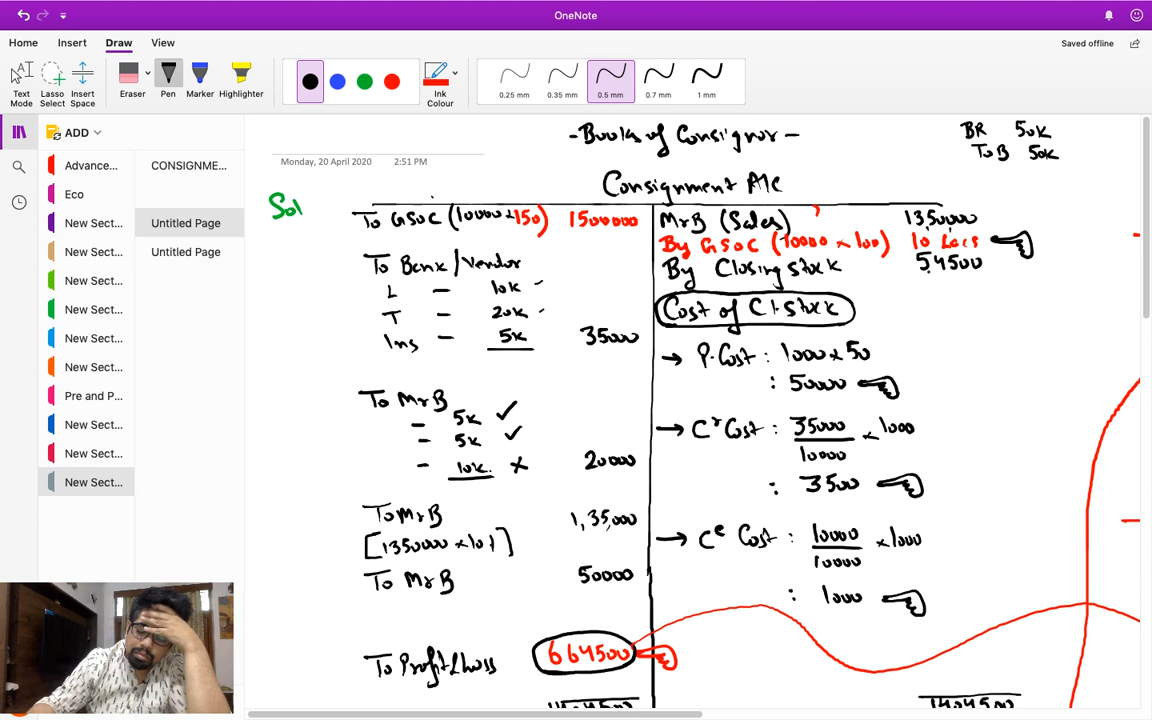 OneNote
Home Insert Draw View
Saved offline
Text Mode
Lasso Select
Insert Space
Eraser
Pen
Marker
Highlighter
Ink Colour
0.25 mm
0.35 mm
0.5 mm
0.7 mm
1 mm
ADD
Advance...
Eco
New Sect...
New Sect...
New Sect...
New Sect...
New Sect...
New Sect...
Pre and P...
New Sect...
New Sect...
New Sect...
CONSIGNME...
Untitled Page
Untitled Page
Monday, 20 April 2020 2:51 PM
-Books of Consignor-
BR 50k
To B 50k
Consignment A/c
Sol
To GSOC (10000 x 150) 1500000
To Bank/Vendor
L - 10k
T - 20k
Ins - 5k 35000
To Mr B
- 5k ✓
- 5k ✓
- 10k. x 20000
To Mr B 1,35,000
[1350000 x 10%]
To Mr B 50000
To Profit & Loss 664500
Mr B (Sales) 13,50,000
By GSOC (10000 x 100) 10 Lacs
By Closing stock 54500
Cost of Cl. Stock
→ P. Cost : 1000 x 50
: 50000
→ Cr Cost : 35000 x 1000
10000
: 3500
→ Ce Cost : 10000 x 1000
10000
: 1000